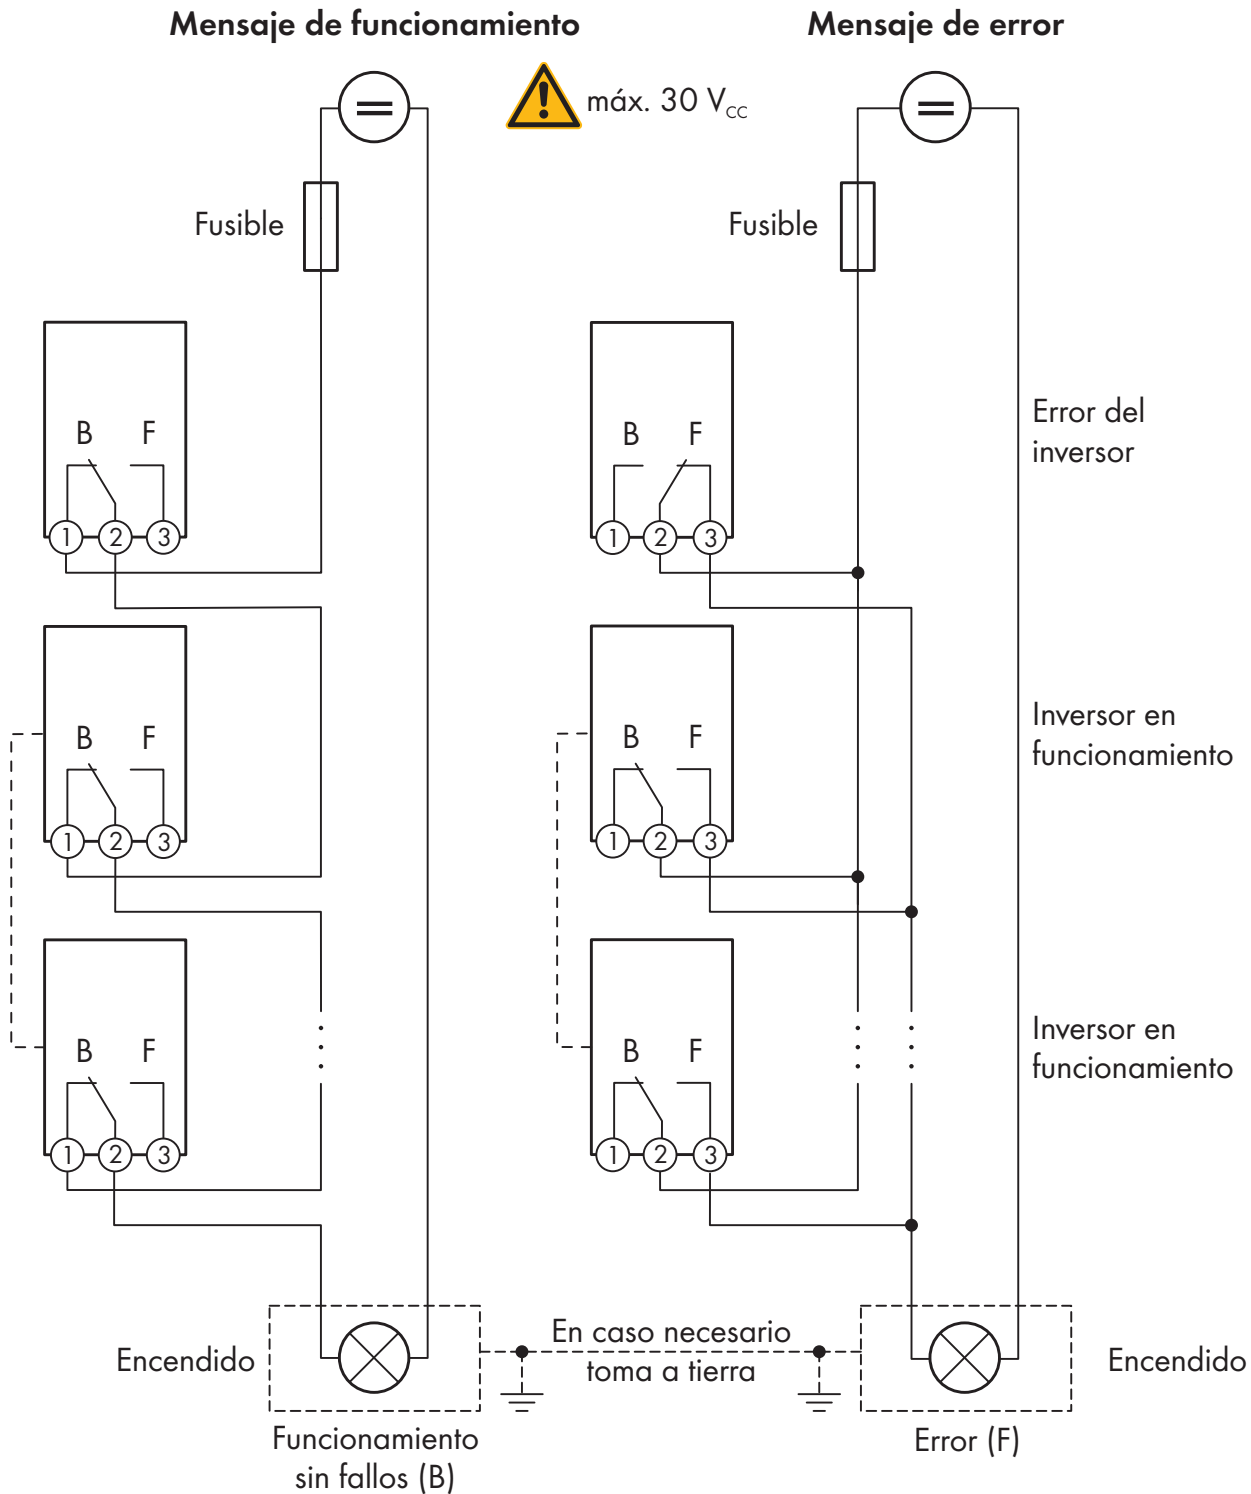 Mensaje de funcionamiento
Mensaje de error
máx. 30 VCC
Fusible
Fusible
B F
1 2 3
B F
1 2 3
Error del
inversor
B F
1 2 3
B F
1 2 3
Inversor en
funcionamiento
B F
1 2 3
B F
1 2 3
Inversor en
funcionamiento
Encendido
En caso necesario
toma a tierra
Encendido
Funcionamiento
sin fallos (B)
Error (F)